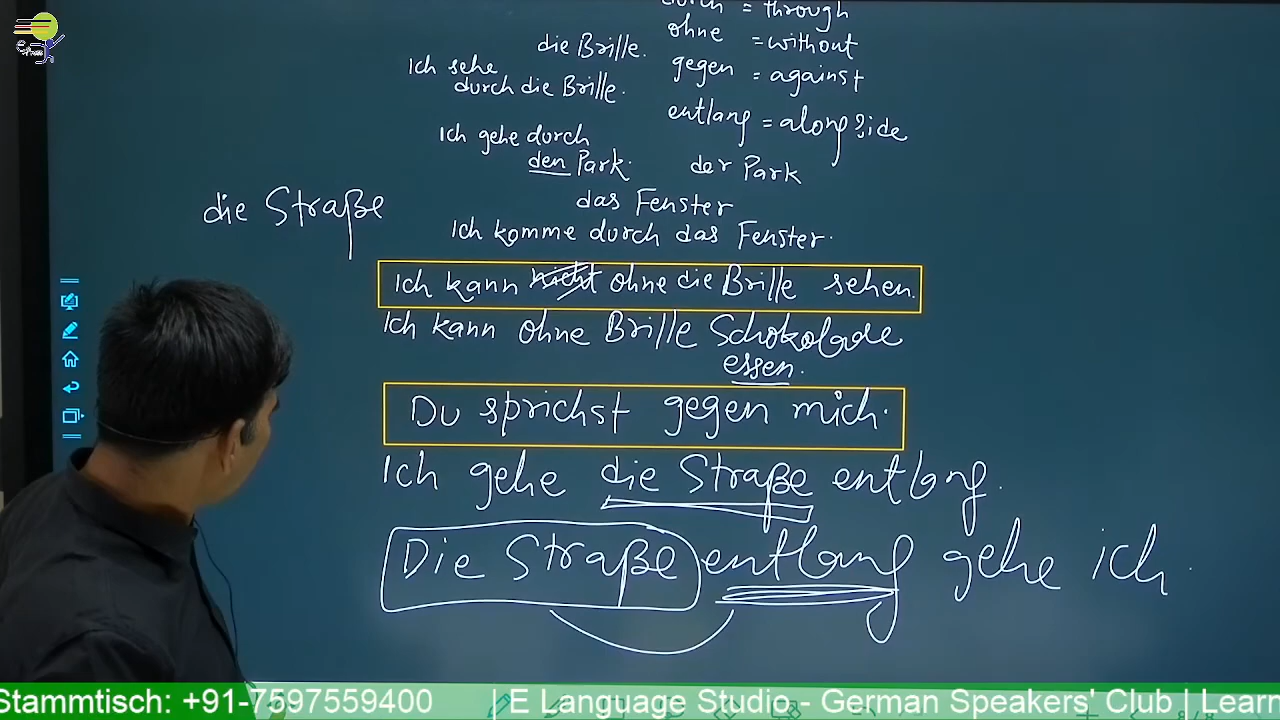 durch = through
ohne = without
die Brille.
gegen = against
Ich sehe
durch die Brille.
entlang = alongside
Ich gehe durch
den Park. der Park
das Fenster
die Straße
Ich komme durch das Fenster.
Ich kann nicht ohne die Brille sehen.
Ich kann ohne Brille Schokolade
essen.
Du sprichst gegen mich.
Ich gehe die Straße entlang.
Die Straße entlang gehe ich.
Stammtisch: +91-7597559400 | E Language Studio - German Speakers' Club | Learn